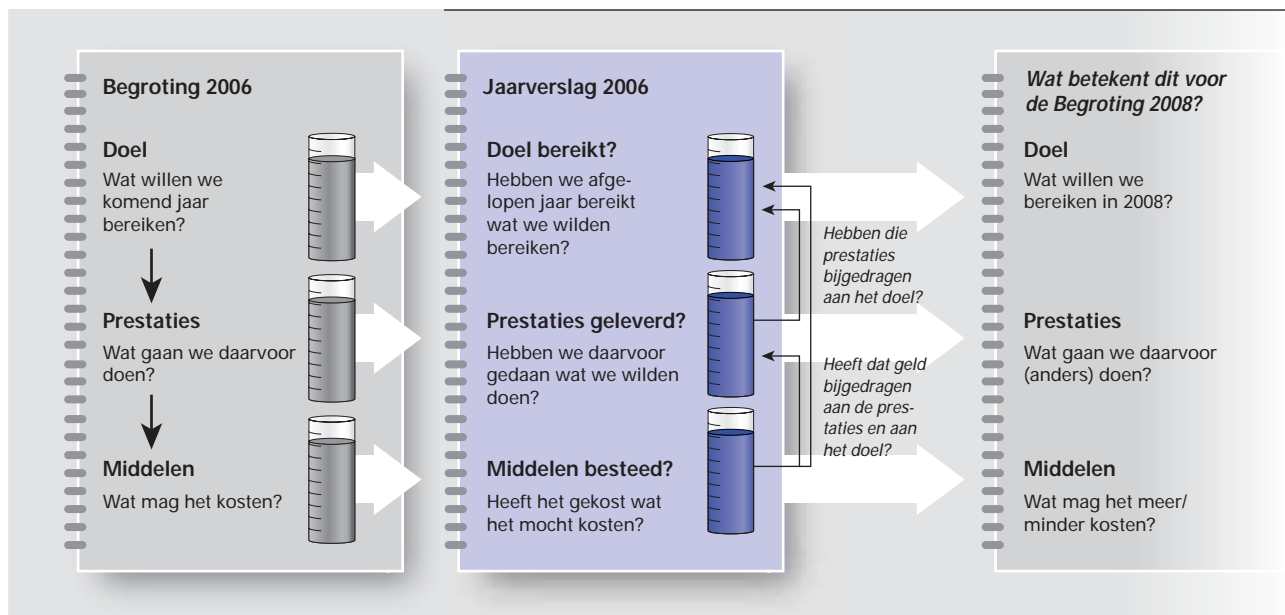 Begroting 2006
Doel
Wat willen we
komend jaar
bereiken?
Prestaties
Wat gaan we daarvoor
doen?
Middelen
Wat mag het kosten?
Jaarverslag 2006
Doel bereikt?
Hebben we afge-
lopen jaar bereikt
wat we wilden
bereiken?
Prestaties geleverd?
Hebben we daarvoor
gedaan wat we wilden
doen?
Middelen besteed?
Heeft het gekost wat
het mocht kosten?
Hebben die
prestaties
bijgedragen
aan het doel?
Heeft dat geld
bijgedragen
aan de pres-
taties en aan
het doel?
Wat betekent dit voor
de Begroting 2008?
Doel
Wat willen we
bereiken in 2008?
Prestaties
Wat gaan we daarvoor
(anders) doen?
Middelen
Wat mag het meer/
minder kosten?